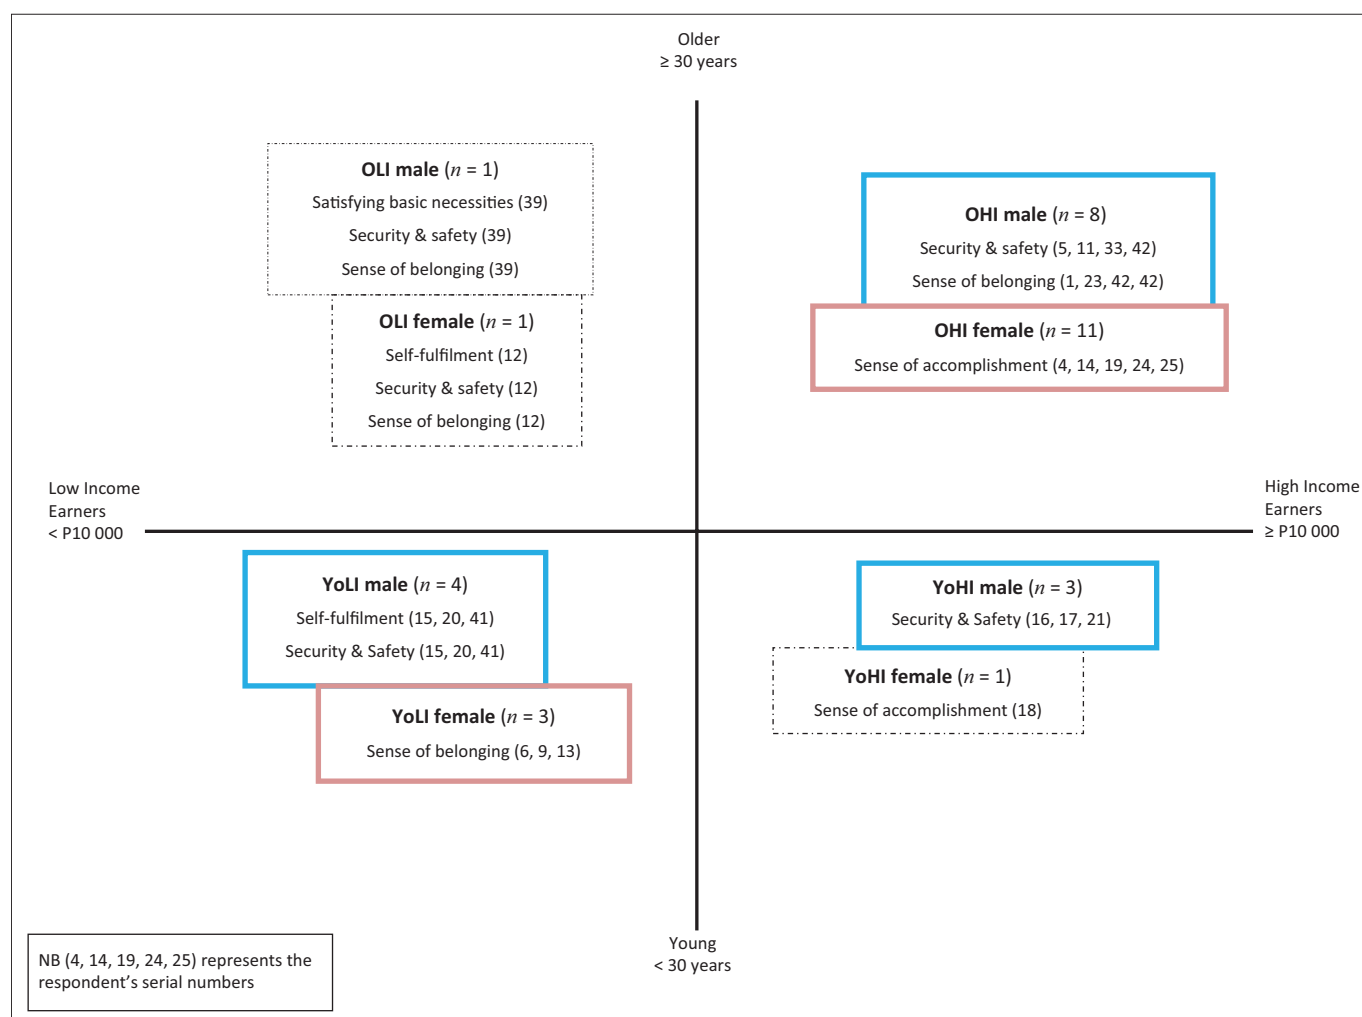 Older
≥ 30 years
OLI male (n = 1)
Satisfying basic necessities (39)
Security & safety (39)
Sense of belonging (39)
OLI female (n = 1)
Self-fulfilment (12)
Security & safety (12)
Sense of belonging (12)
OHI male (n = 8)
Security & safety (5, 11, 33, 42)
Sense of belonging (1, 23, 42, 42)
OHI female (n = 11)
Sense of accomplishment (4, 14, 19, 24, 25)
Low Income
Earners
< P10 000
High Income
Earners
≥ P10 000
YoLI male (n = 4)
Self-fulfilment (15, 20, 41)
Security & Safety (15, 20, 41)
YoLI female (n = 3)
Sense of belonging (6, 9, 13)
YoHI male (n = 3)
Security & Safety (16, 17, 21)
YoHI female (n = 1)
Sense of accomplishment (18)
Young
< 30 years
NB (4, 14, 19, 24, 25) represents the
respondent's serial numbers